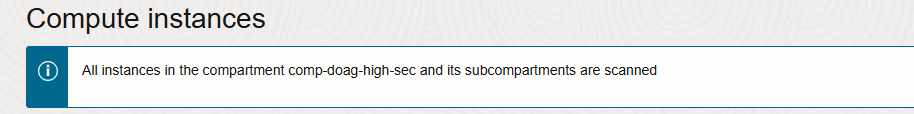 Compute instances
All instances in the compartment comp-doag-high-sec and its subcompartments are scanned